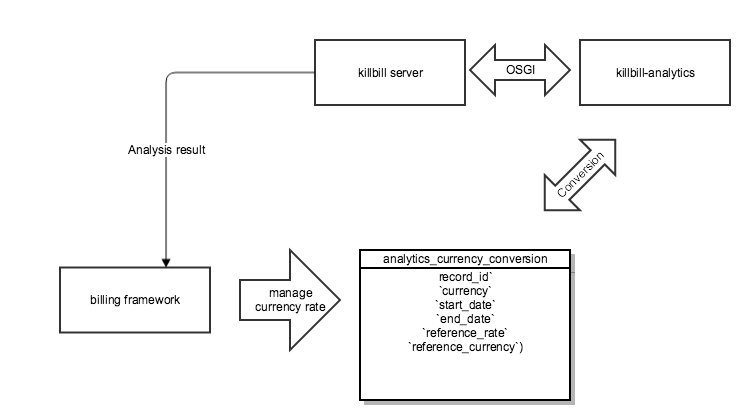 killbill server
OSGI
killbill-analytics
Analysis result
Conversion
analytics_currency_conversion
record_id`
`currency`
`start_date`
`end_date`
`reference_rate`
`reference_currency`)
billing framework
manage
currency rate